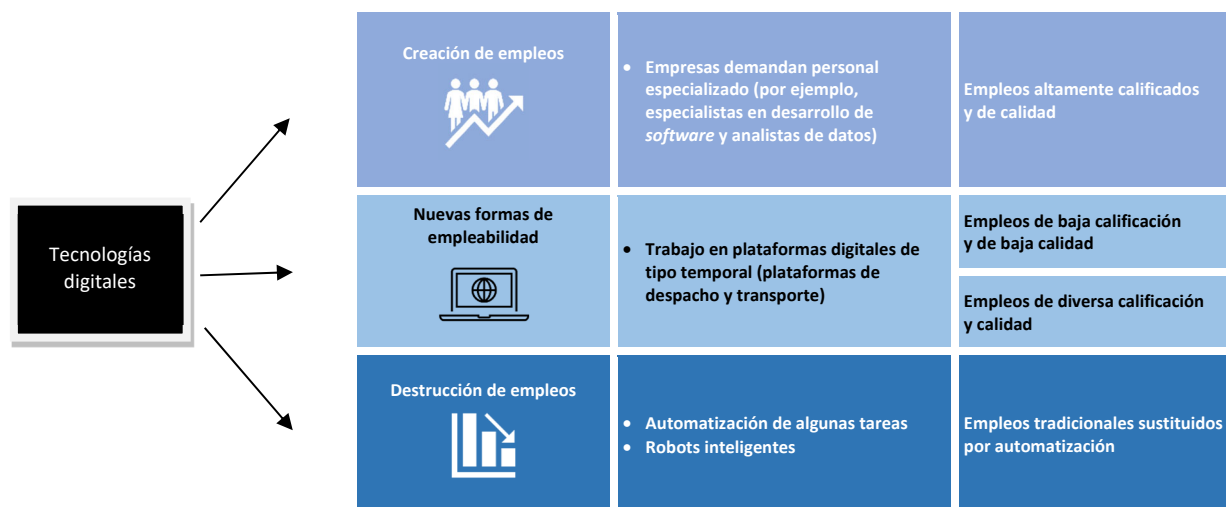 Tecnologías
digitales
Creación de empleos
• Empresas demandan personal
especializado (por ejemplo,
especialistas en desarrollo de
software y analistas de datos)
Empleos altamente calificados
y de calidad
Nuevas formas de
empleabilidad
• Trabajo en plataformas digitales de
tipo temporal (plataformas de
despacho y transporte)
Empleos de baja calificación
y de baja calidad
Empleos de diversa calificación
y calidad
Destrucción de empleos
• Automatización de algunas tareas
• Robots inteligentes
Empleos tradicionales sustituidos
por automatización